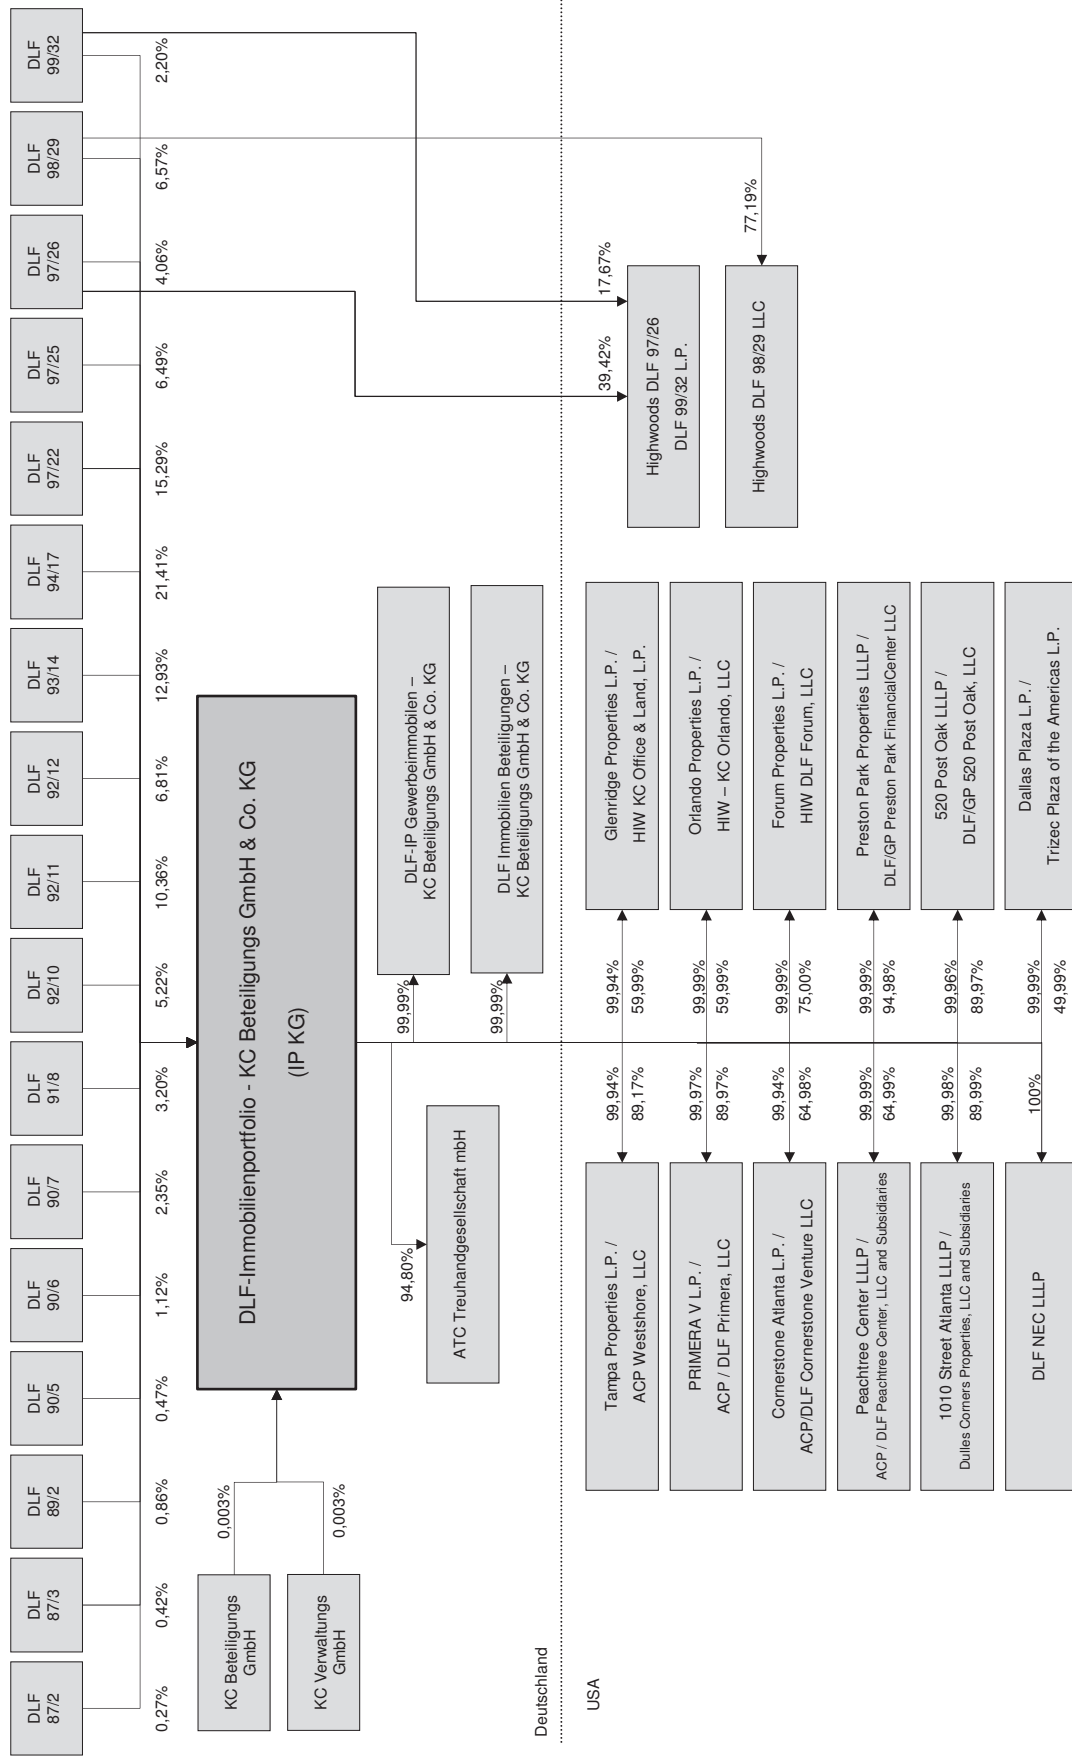 DLF
87/2
DLF
87/3
DLF
89/2
DLF
90/5
DLF
90/6
DLF
90/7
DLF
91/8
DLF
92/10
DLF
92/11
DLF
92/12
DLF
93/14
DLF
94/17
DLF
97/22
DLF
97/25
DLF
97/26
DLF
98/29
DLF
99/32
0,27%
0,42%
0,86%
0,47%
1,12%
2,35%
3,20%
5,22%
10,36%
6,81%
12,93%
21,41%
15,29%
6,49%
4,06%
6,57%
2,20%
KC Beteiligungs
GmbH
0,003%
KC Verwaltungs
GmbH
0,003%
DLF-Immobilienportfolio - KC Beteiligungs GmbH & Co. KG
(IP KG)
94,80%
ATC Treuhandgesellschaft mbH
99,99%
DLF-IP Gewerbeimmobilen –
KC Beteiligungs GmbH & Co. KG
99,99%
DLF Immobilien Beteiligungen –
KC Beteiligungs GmbH & Co. KG
Deutschland
USA
Tampa Properties L.P. /
ACP Westshore, LLC
99,94%
89,17%
99,94%
59,99%
Glenridge Properties L.P. /
HIW KC Office & Land, L.P.
PRIMERA V L.P. /
ACP / DLF Primera, LLC
99,97%
89,97%
99,99%
59,99%
Orlando Properties L.P. /
HIW – KC Orlando, LLC
Cornerstone Atlanta L.P. /
ACP/DLF Cornerstone Venture LLC
99,94%
64,98%
99,99%
75,00%
Forum Properties L.P. /
HIW DLF Forum, LLC
Peachtree Center LLLP /
ACP / DLF Peachtree Center, LLC and Subsidiaries
99,99%
64,99%
99,99%
94,98%
Preston Park Properties LLLP /
DLF/GP Preston Park FinancialCenter LLC
1010 Street Atlanta LLLP /
Dulles Corners Properties, LLC and Subsidiaries
99,98%
89,99%
99,96%
89,97%
520 Post Oak LLLP /
DLF/GP 520 Post Oak, LLC
DLF NEC LLLP
100%
99,99%
49,99%
Dallas Plaza L.P. /
Trizec Plaza of the Americas L.P.
39,42%
17,67%
Highwoods DLF 97/26
DLF 99/32 L.P.
77,19%
Highwoods DLF 98/29 LLC